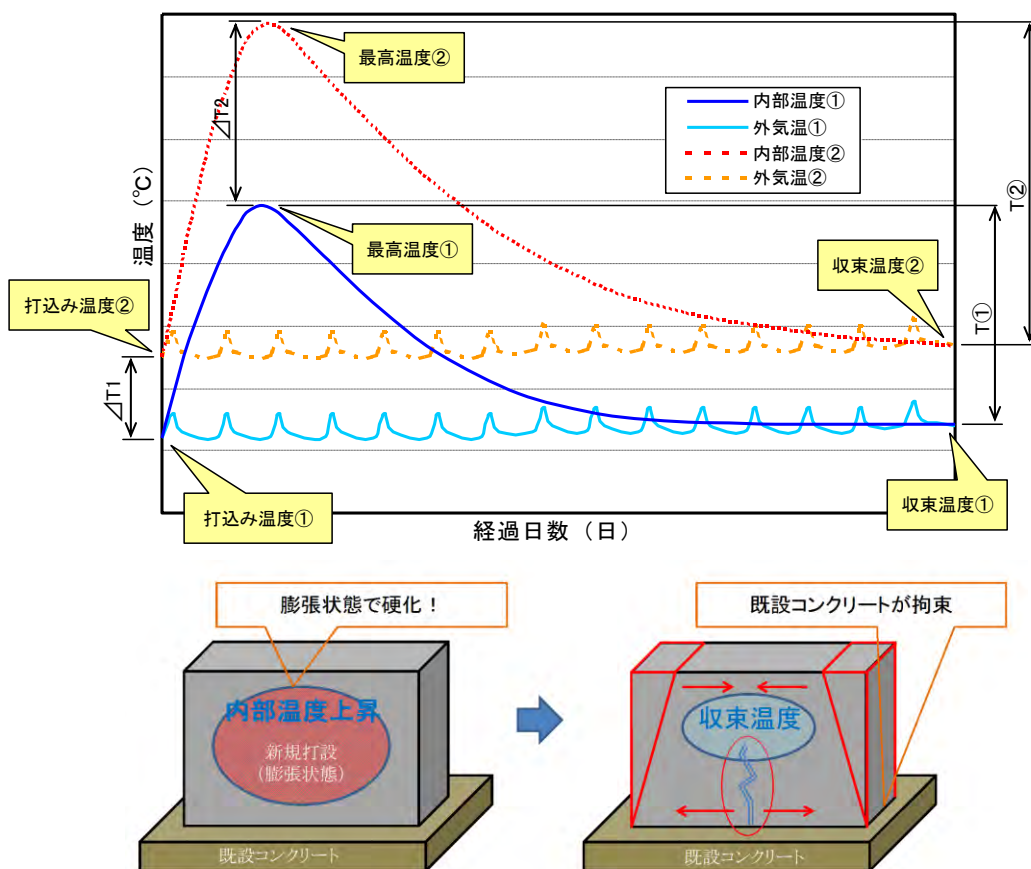 最高温度②
⊿T2
内部温度①
外気温①
内部温度②
外気温②
T②
温度（℃）
最高温度①
収束温度②
打込み温度②
T①
⊿T1
打込み温度①
収束温度①
経過日数（日）
膨張状態で硬化！
既設コンクリートが拘束
内部温度上昇
新規打設
(膨張状態)
既設コンクリート
収束温度
既設コンクリート